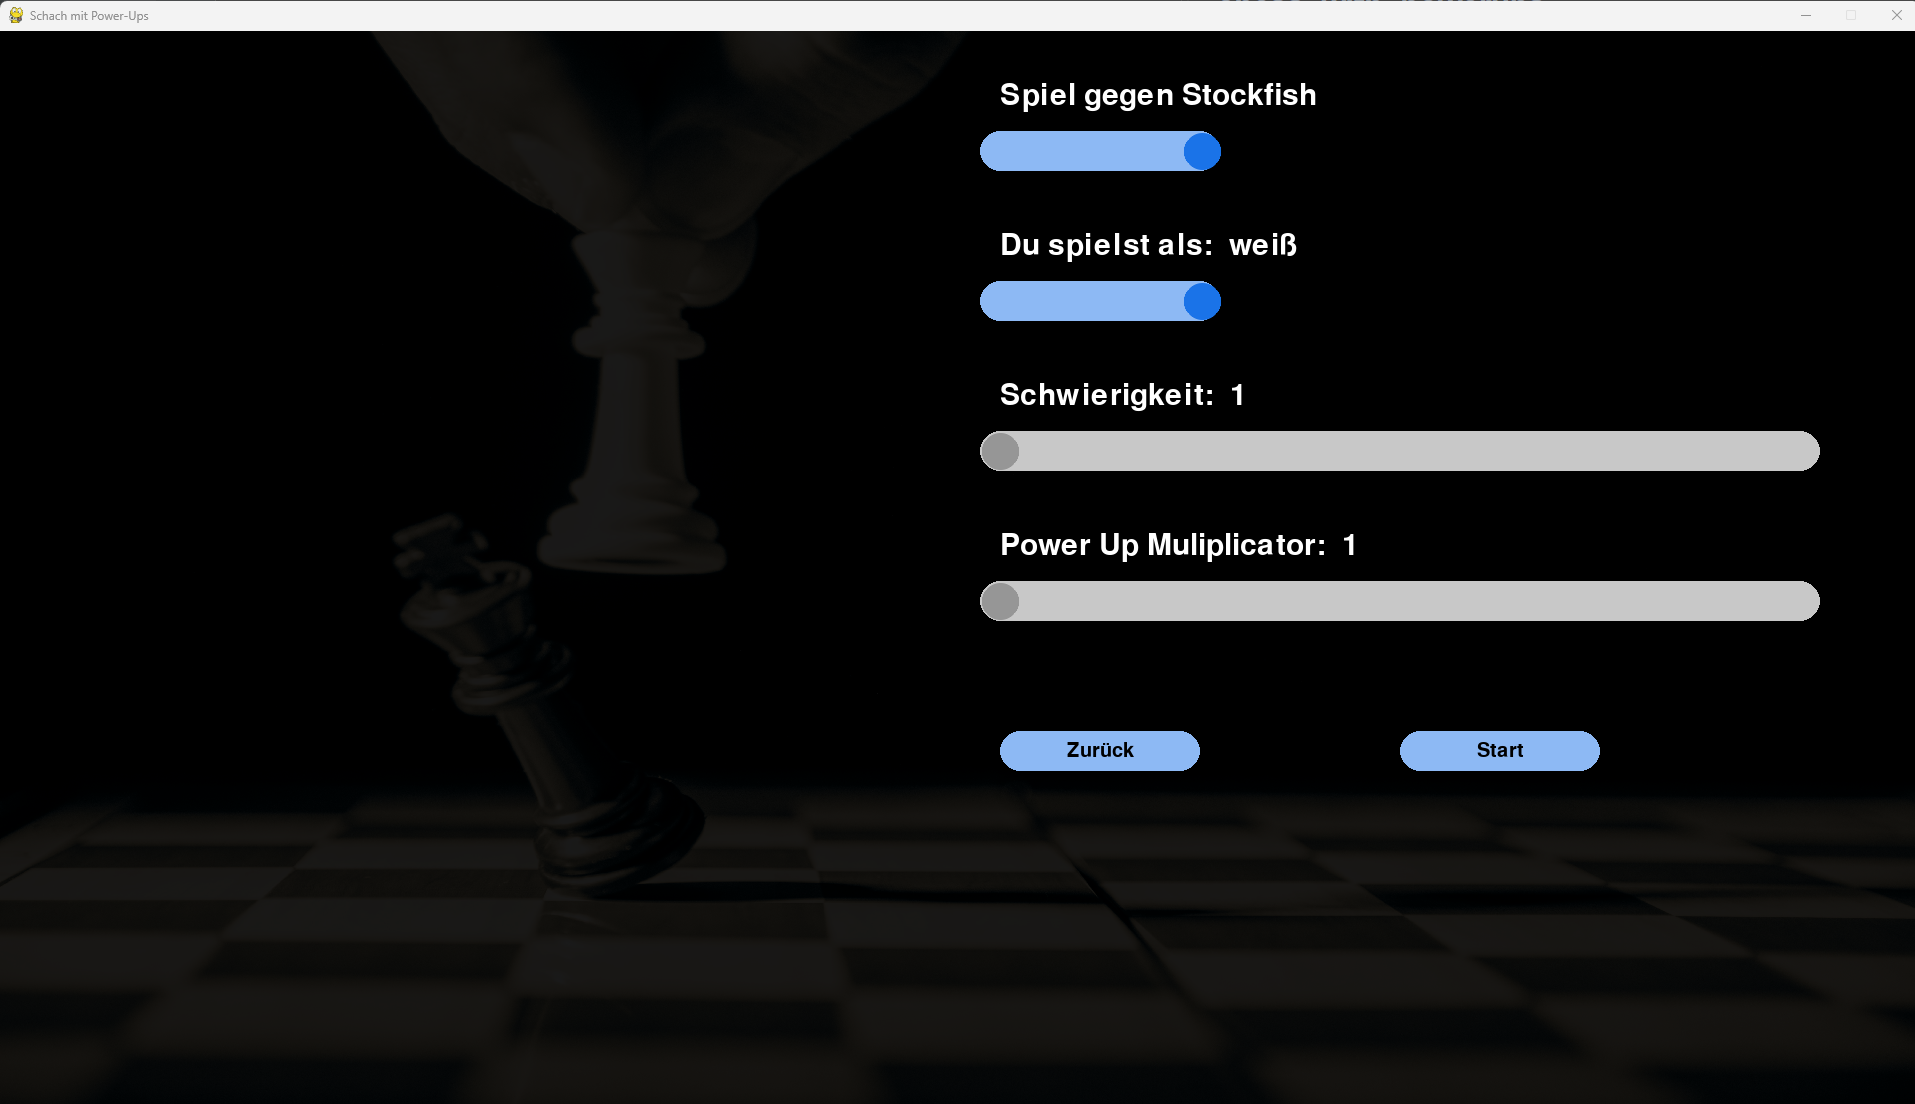 Schach mit Power-Ups
Spiel gegen Stockfish
Du spielst als: weiß
Schwierigkeit: 1
Power Up Muliplicator: 1
Zurück
Start